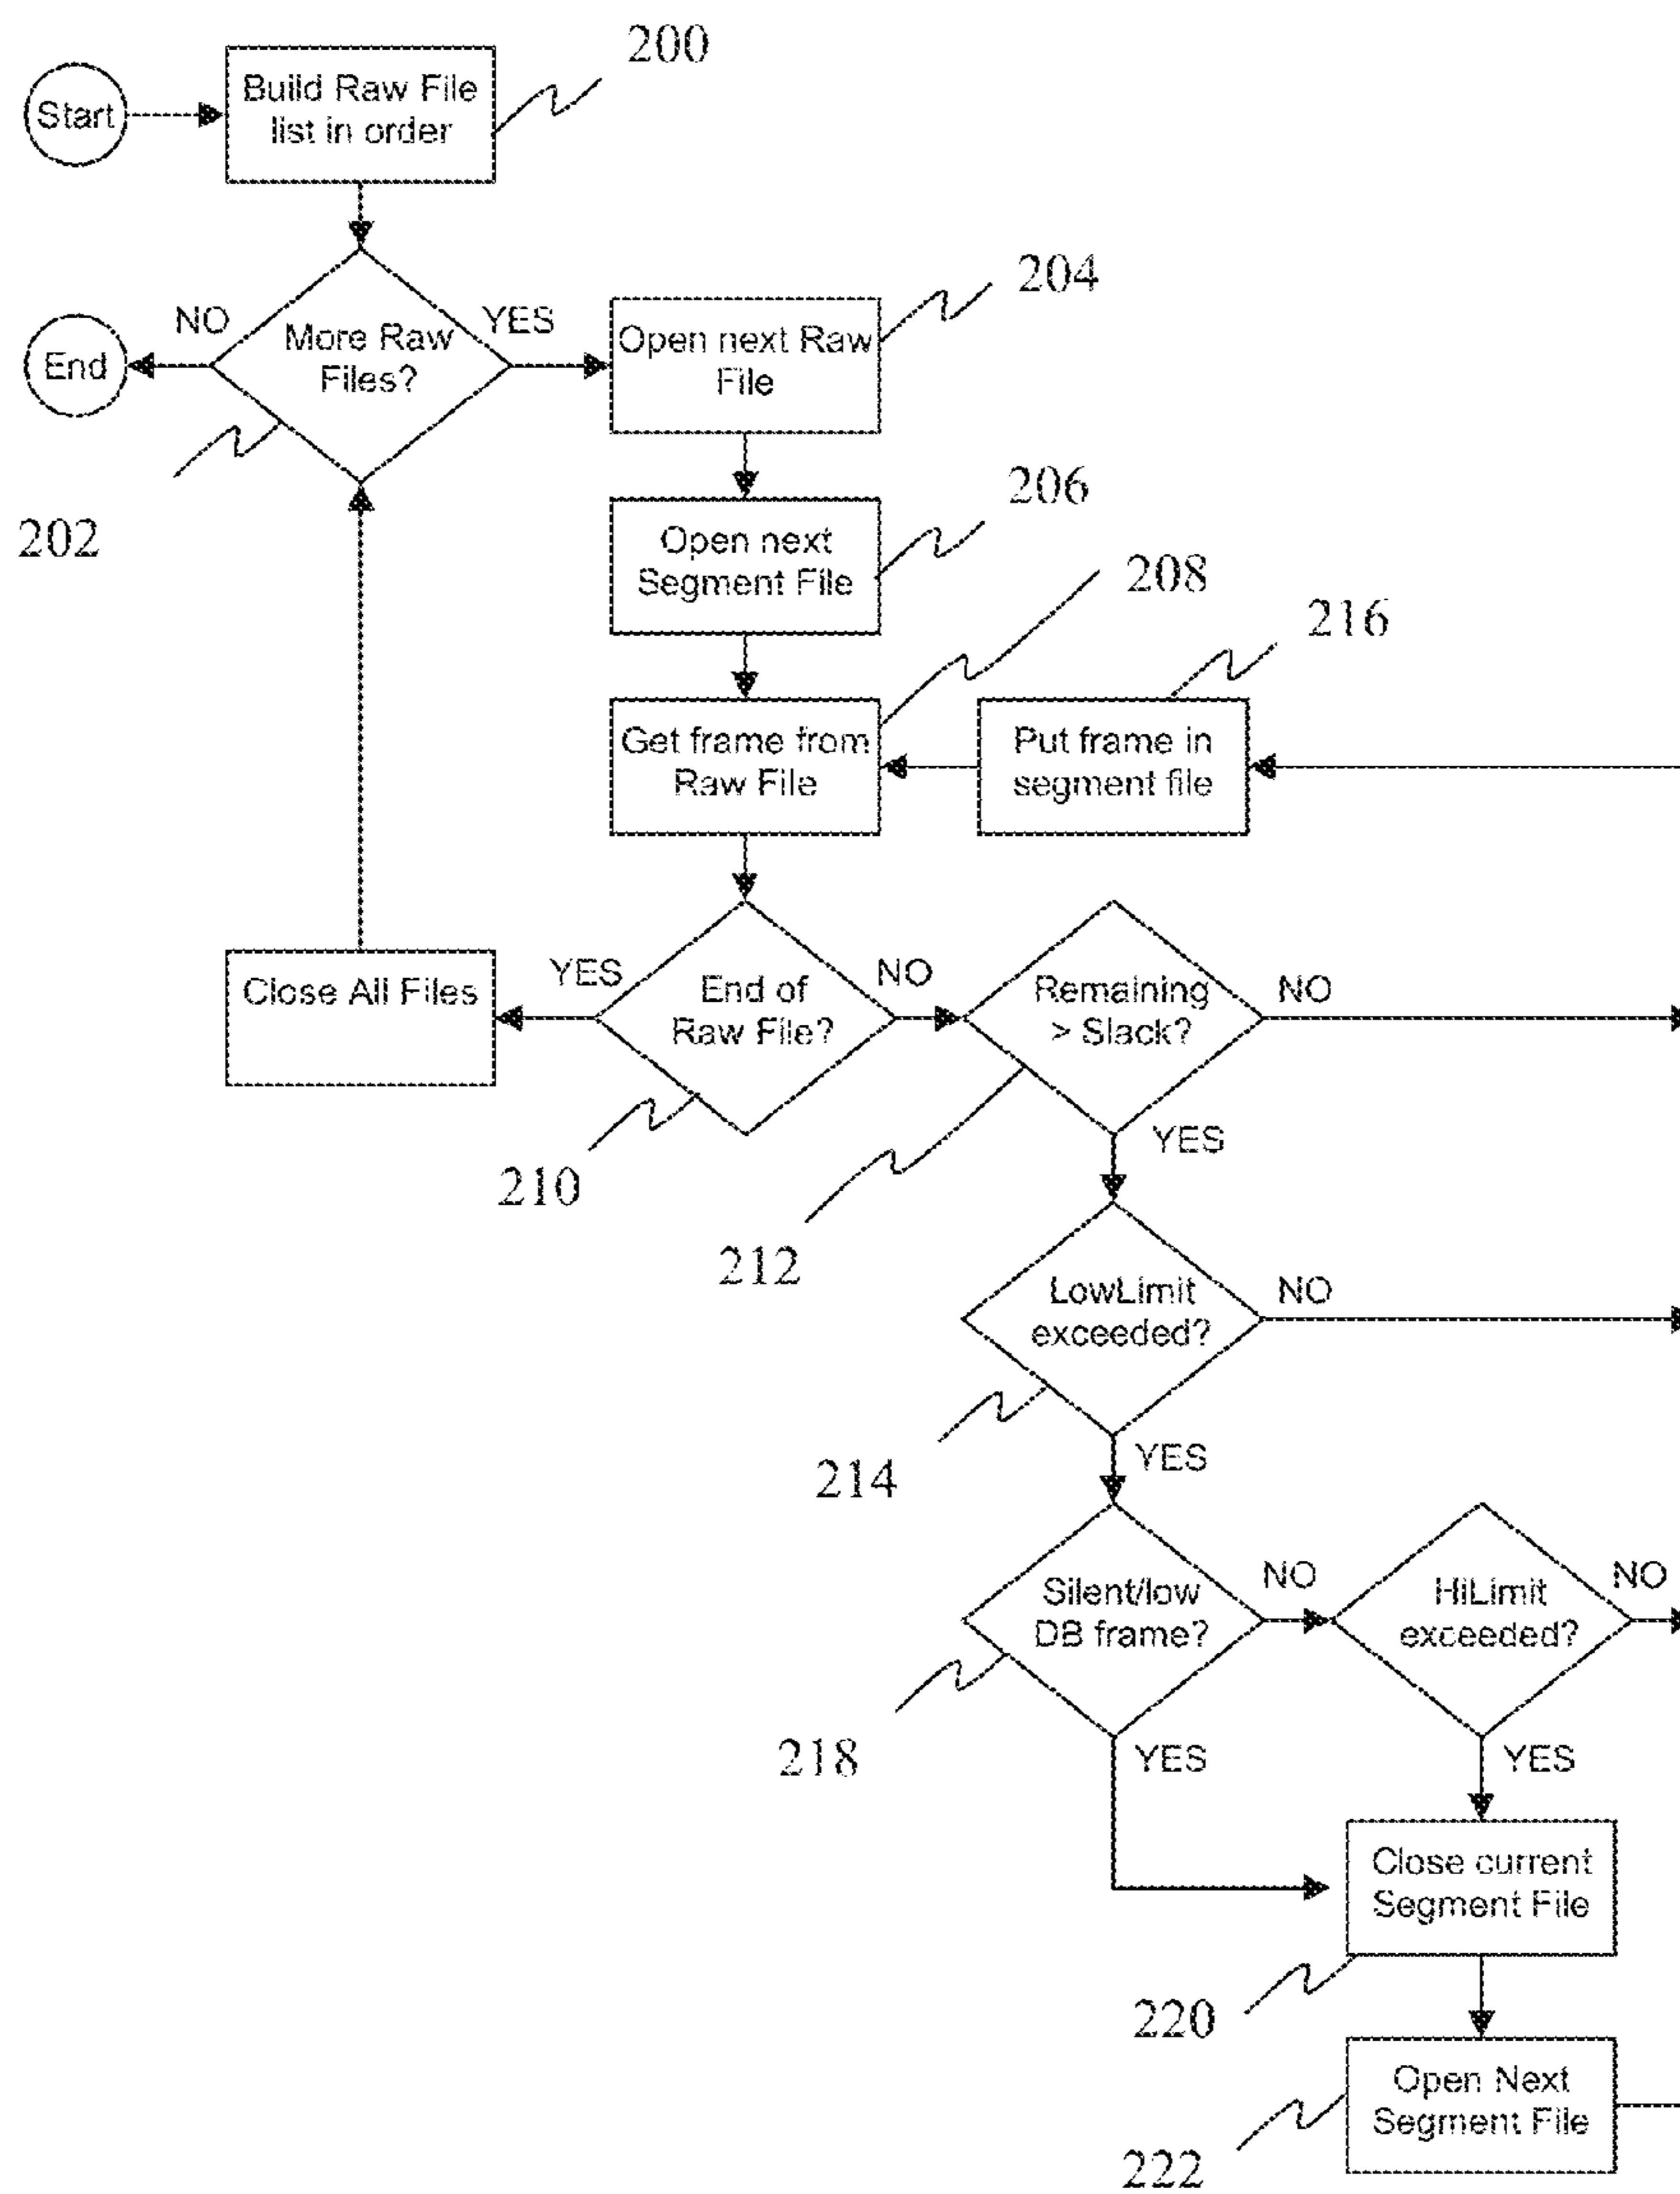 200
Start
Build Raw File
list in order
204
NO
YES
More Raw
Files?
End
Open next Raw
File
202
206
Open next
Segment File
208
216
Get frame from
Raw File
Put frame in
segment file
Close All Files
YES
End of
Raw File?
NO
Remaining
> Slack?
NO
YES
210
212
LowLimit
exceeded?
NO
214
YES
Silent/low
DB frame?
NO
HiLimit
exceeded?
NO
218
YES
YES
Close current
Segment File
220
Open Next
Segment File
222